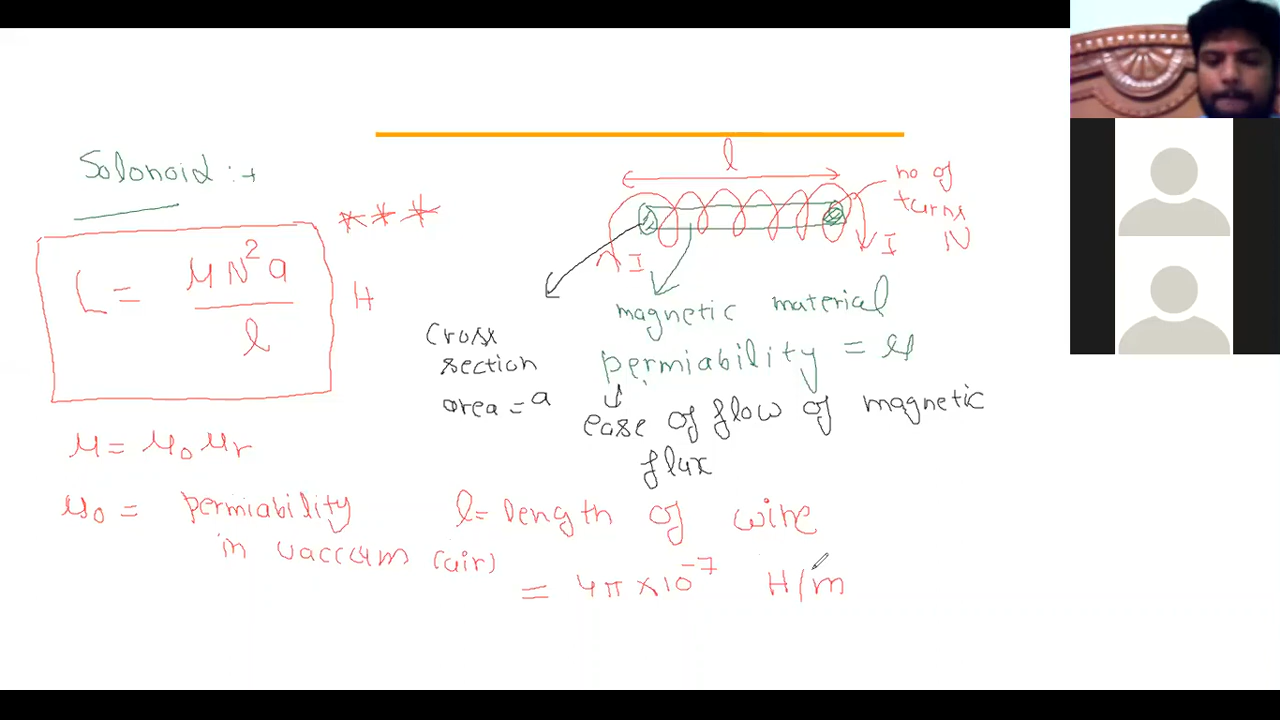 Solonoid :→
L = μN²a / l H
***
l
no of
turns
N
I
I
magnetic material
permiability = μ
ease of flow of magnetic
flux
Cross
section
area = a
μ = μ₀μᵣ
μ₀ = permiability
in vaccum (air)
l = length of wire
= 4π × 10⁻⁷ H/m